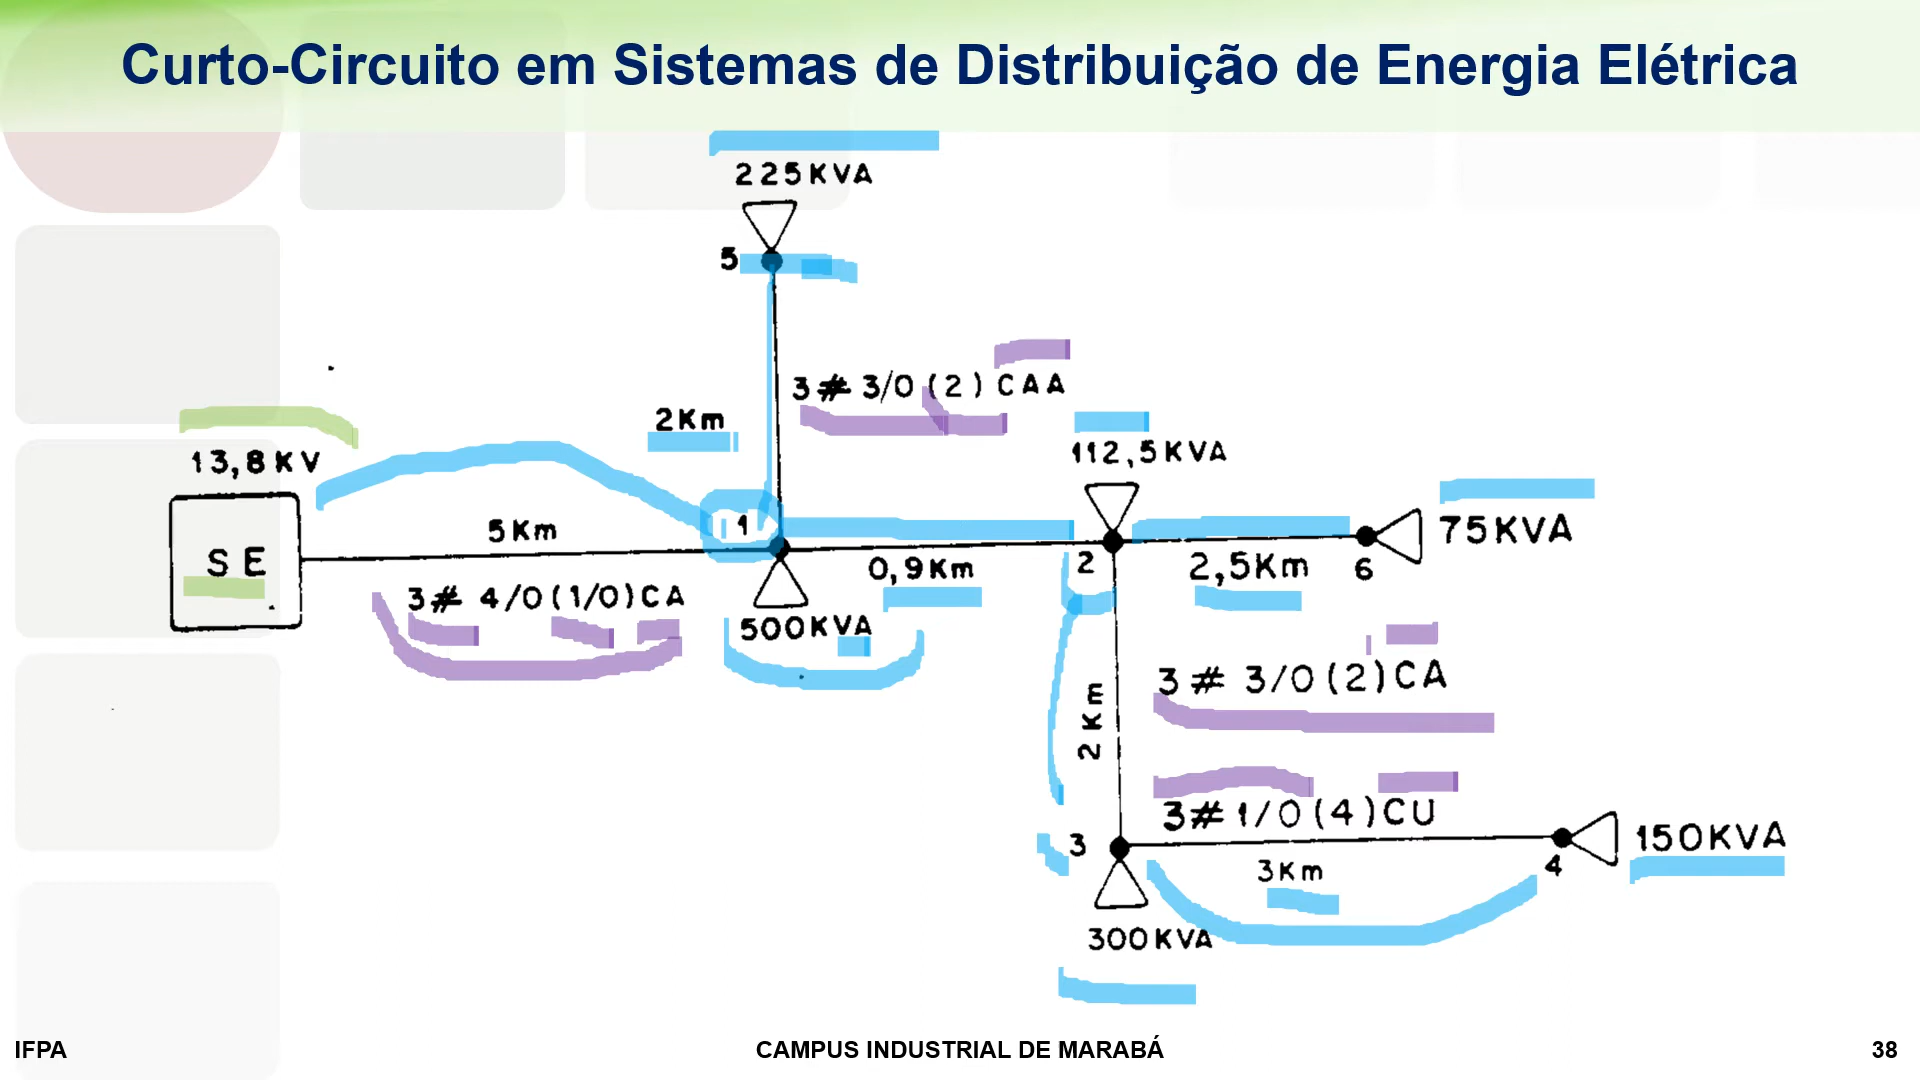 Curto-Circuito em Sistemas de Distribuição de Energia Elétrica
225KVA
5
3# 3/0(2)CAA
2Km
13,8KV
112,5KVA
SE
5Km
1
75KVA
0,9Km
2
2,5Km
6
3# 4/0(1/0)CA
500KVA
3# 3/0(2)CA
2Km
3# 1/0(4)CU
3
150KVA
3Km
4
300KVA
IFPA
CAMPUS INDUSTRIAL DE MARABÁ
38